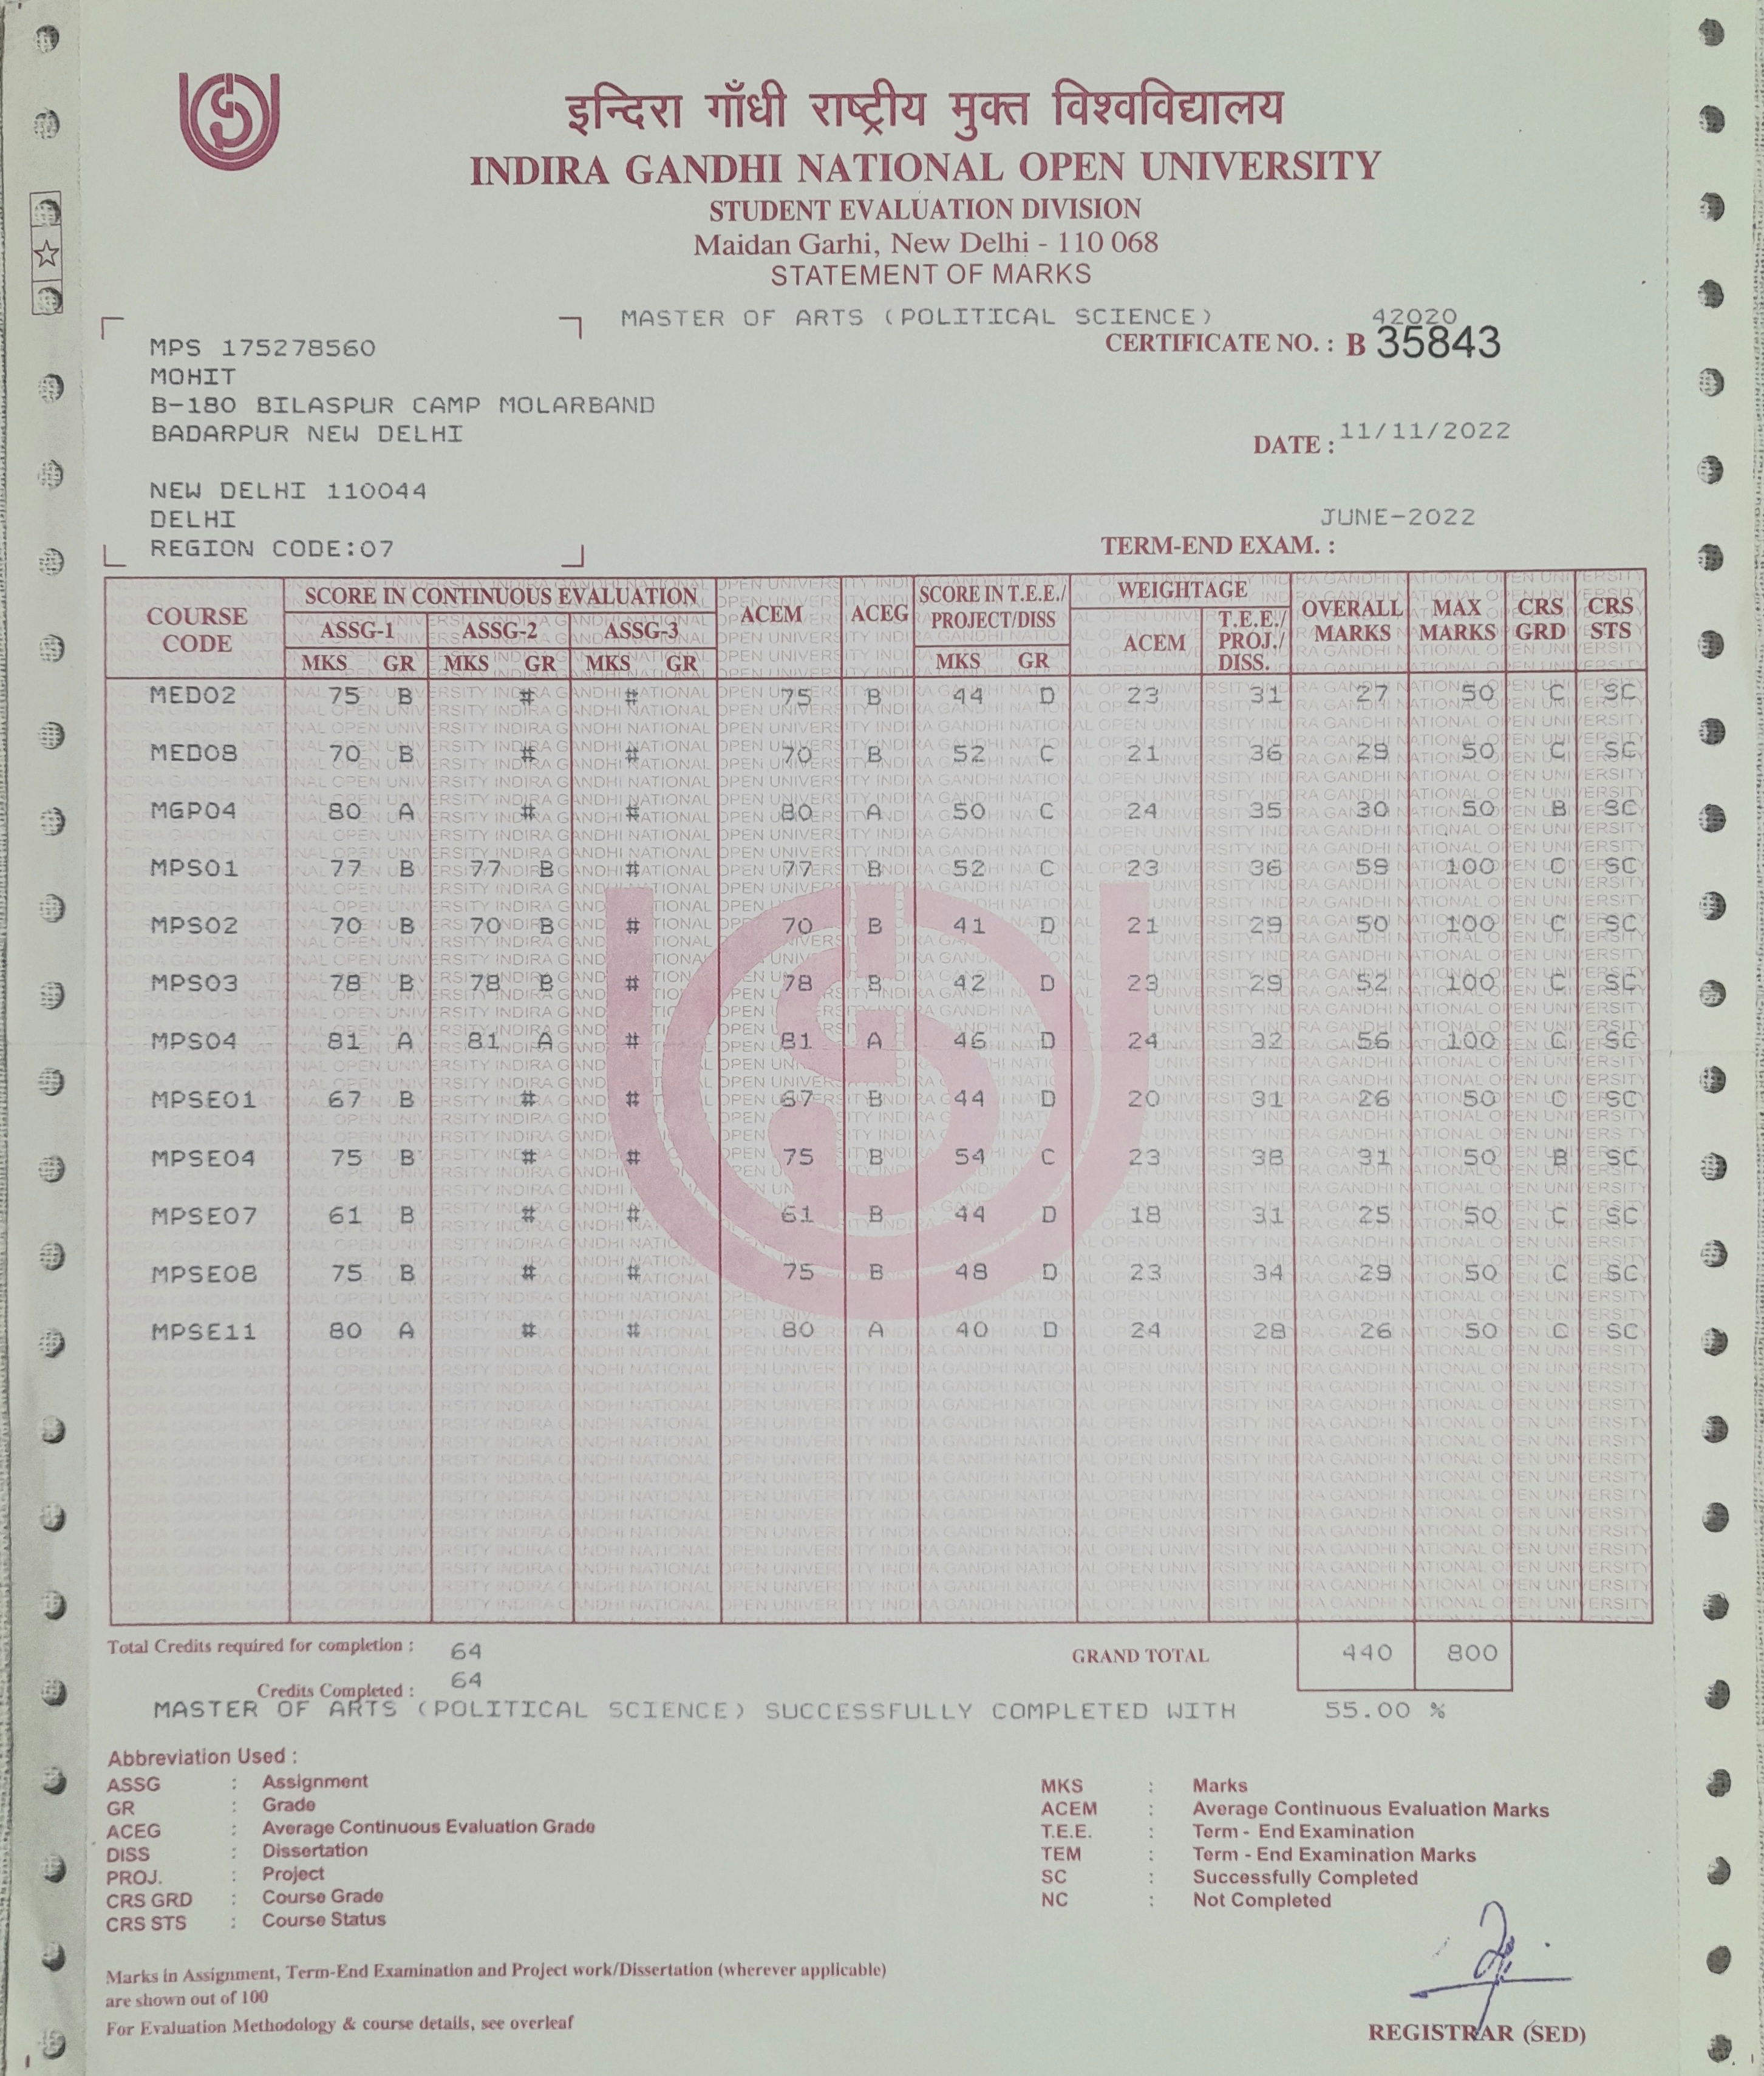 इन्दिरा गाँधी राष्ट्रीय मुक्त विश्वविद्यालय
INDIRA GANDHI NATIONAL OPEN UNIVERSITY
STUDENT EVALUATION DIVISION
Maidan Garhi, New Delhi - 110 068
STATEMENT OF MARKS
MASTER OF ARTS (POLITICAL SCIENCE) 42020
CERTIFICATE NO. : B 35843
MPS 175278560
MOHIT
B-180 BILASPUR CAMP MOLARBAND
BADARPUR NEW DELHI
DATE : 11/11/2022
NEW DELHI 110044
DELHI
REGION CODE:07
JUNE-2022
TERM-END EXAM. :
COURSE CODE SCORE IN CONTINUOUS EVALUATION ACEM ACEG SCORE IN T.E.E./ PROJECT/DISS WEIGHTAGE OVERALL MARKS MAX MARKS CRS GRD CRS STS
ASSG-1 ASSG-2 ASSG-3 ACEM T.E.E./ PROJ./ DISS.
MKS GR MKS GR MKS GR MKS GR
MED02 75 B # # 75 B 44 D 23 31 27 50 C SC
MED08 70 B # # 70 B 52 C 21 36 29 50 C SC
MGP04 80 A # # 80 A 50 C 24 35 30 50 B SC
MPS01 77 B 77 B # 77 B 52 C 23 36 59 100 C SC
MPS02 70 B 70 B # 70 B 41 D 21 29 50 100 C SC
MPS03 78 B 78 B # 78 B 42 D 23 29 52 100 C SC
MPS04 81 A 81 A # 81 A 46 D 24 32 56 100 C SC
MPSE01 67 B # # 67 B 44 D 20 31 26 50 C SC
MPSE04 75 B # # 75 B 54 C 23 38 31 50 B SC
MPSE07 61 B # # 61 B 44 D 18 31 25 50 C SC
MPSE08 75 B # # 75 B 48 D 23 34 29 50 C SC
MPSE11 80 A # # 80 A 40 D 24 28 26 50 C SC
Total Credits required for completion : 64 GRAND TOTAL 440 800
Credits Completed : 64
MASTER OF ARTS (POLITICAL SCIENCE) SUCCESSFULLY COMPLETED WITH 55.00 %
Abbreviation Used :
ASSG : Assignment MKS : Marks
GR : Grade ACEM : Average Continuous Evaluation Marks
ACEG : Average Continuous Evaluation Grade T.E.E. : Term - End Examination
DISS : Dissertation TEM : Term - End Examination Marks
PROJ. : Project SC : Successfully Completed
CRS GRD : Course Grade NC : Not Completed
CRS STS : Course Status
Marks in Assignment, Term-End Examination and Project work/Dissertation (wherever applicable)
are shown out of 100
For Evaluation Methodology & course details, see overleaf
REGISTRAR (SED)